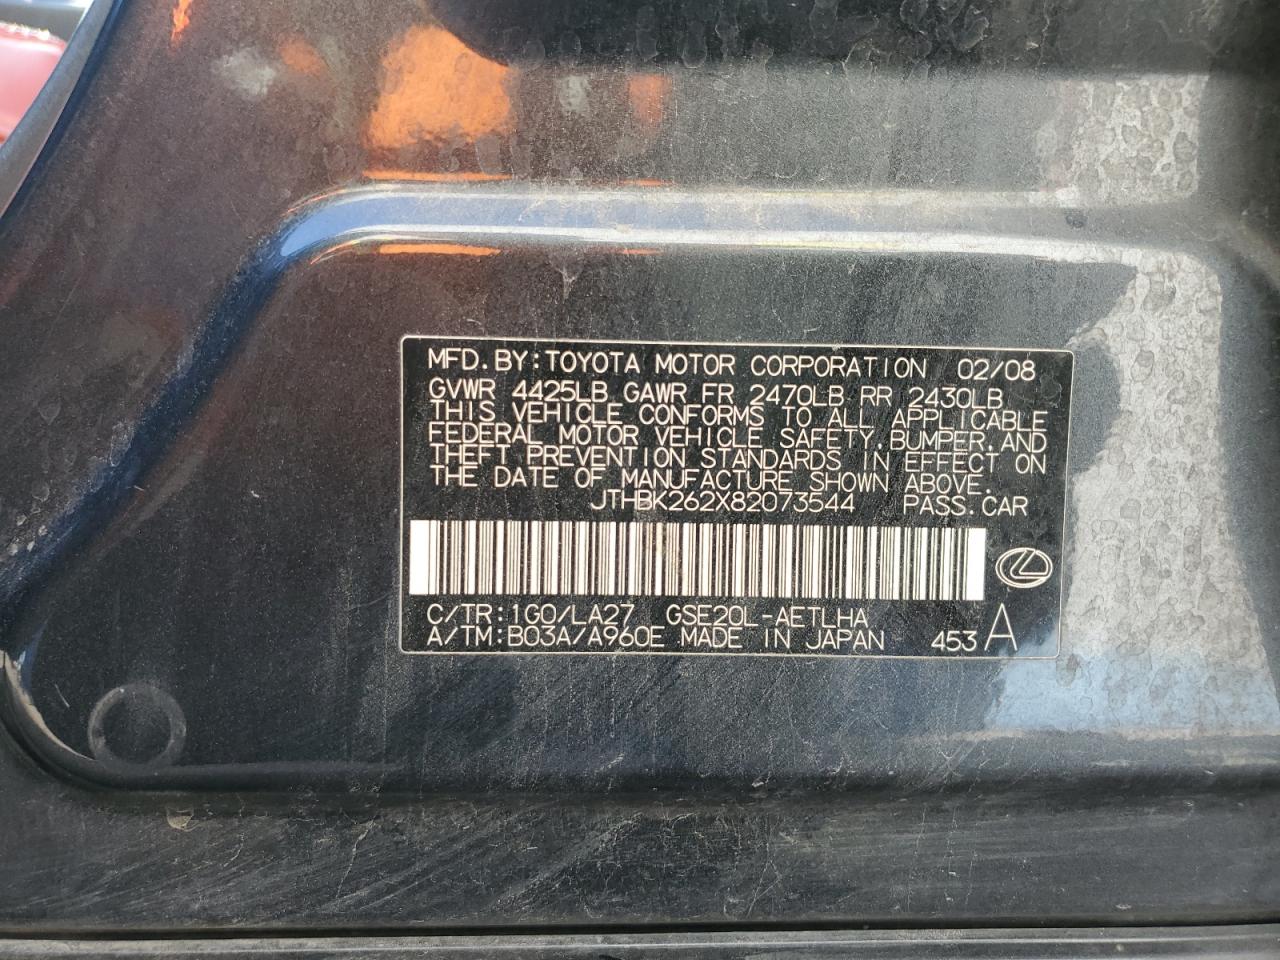 MFD. BY: TOYOTA MOTOR CORPORATION 02/08
GVWR 4425LB GAWR FR 2470LB RR 2430LB
THIS VEHICLE CONFORMS TO ALL APPLICABLE
FEDERAL MOTOR VEHICLE SAFETY, BUMPER, AND
THEFT PREVENTION STANDARDS IN EFFECT ON
THE DATE OF MANUFACTURE SHOWN ABOVE.
JTHBK262X82073544 PASS. CAR
C/TR: 1G0/LA27 GSE20L-AETLHA
A/TM: B03A/A960E MADE IN JAPAN 453 A